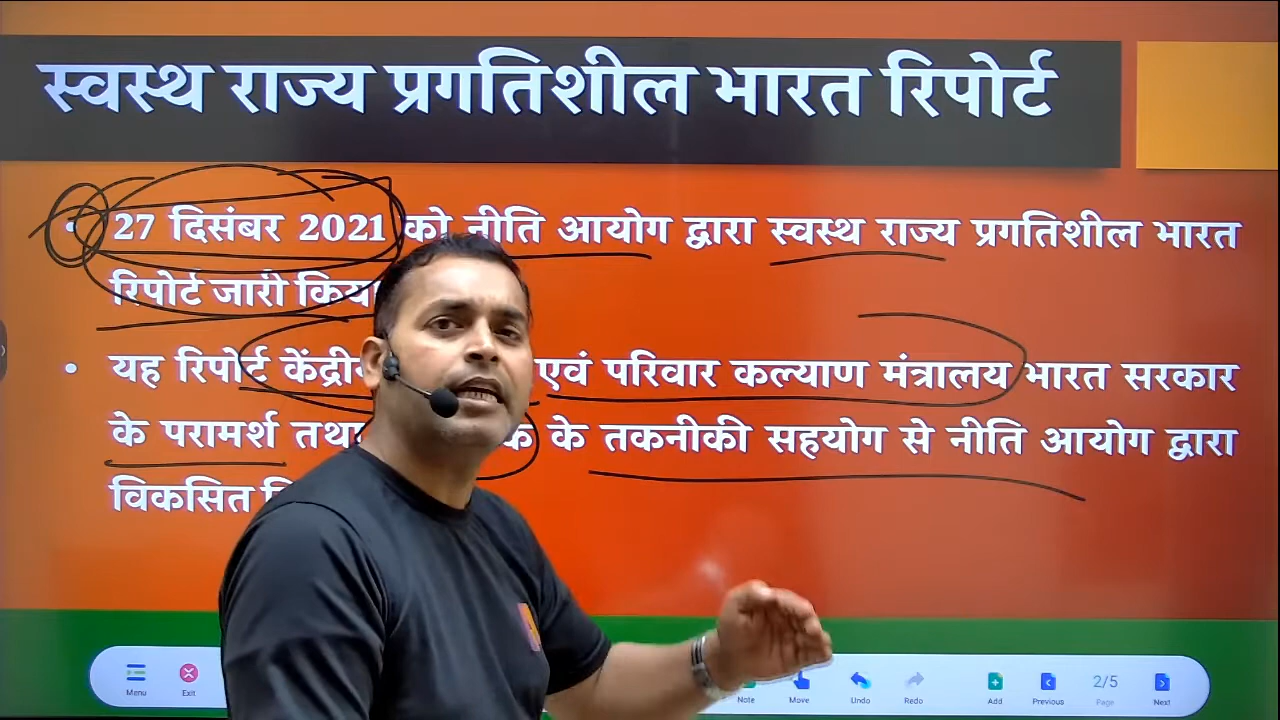 स्वस्थ राज्य प्रगतिशील भारत रिपोर्ट
• 27 दिसंबर 2021 को नीति आयोग द्वारा स्वस्थ राज्य प्रगतिशील भारत
रिपोर्ट जारी
• यह रिपोर्ट एवं परिवार कल्याण मंत्रालय भारत सरकार
के परामर्श के तकनीकी सहयोग से नीति आयोग द्वारा
विकसित
Menu Exit Note Move Undo Redo Add Previous 2/5 Page Next